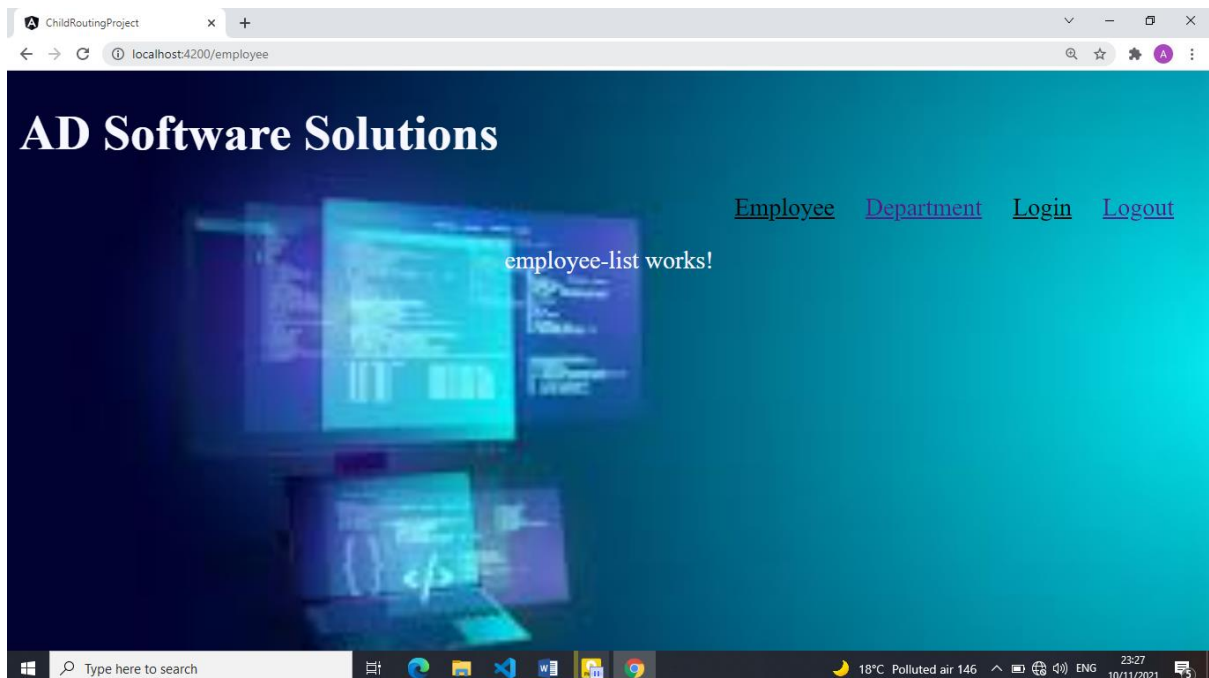 ChildRoutingProject
localhost:4200/employee
A
AD Software Solutions
Employee Department Login Logout
employee-list works!
{ } </>
Type here to search
18°C Polluted air 146 ENG
23:27
10/11/2021
5